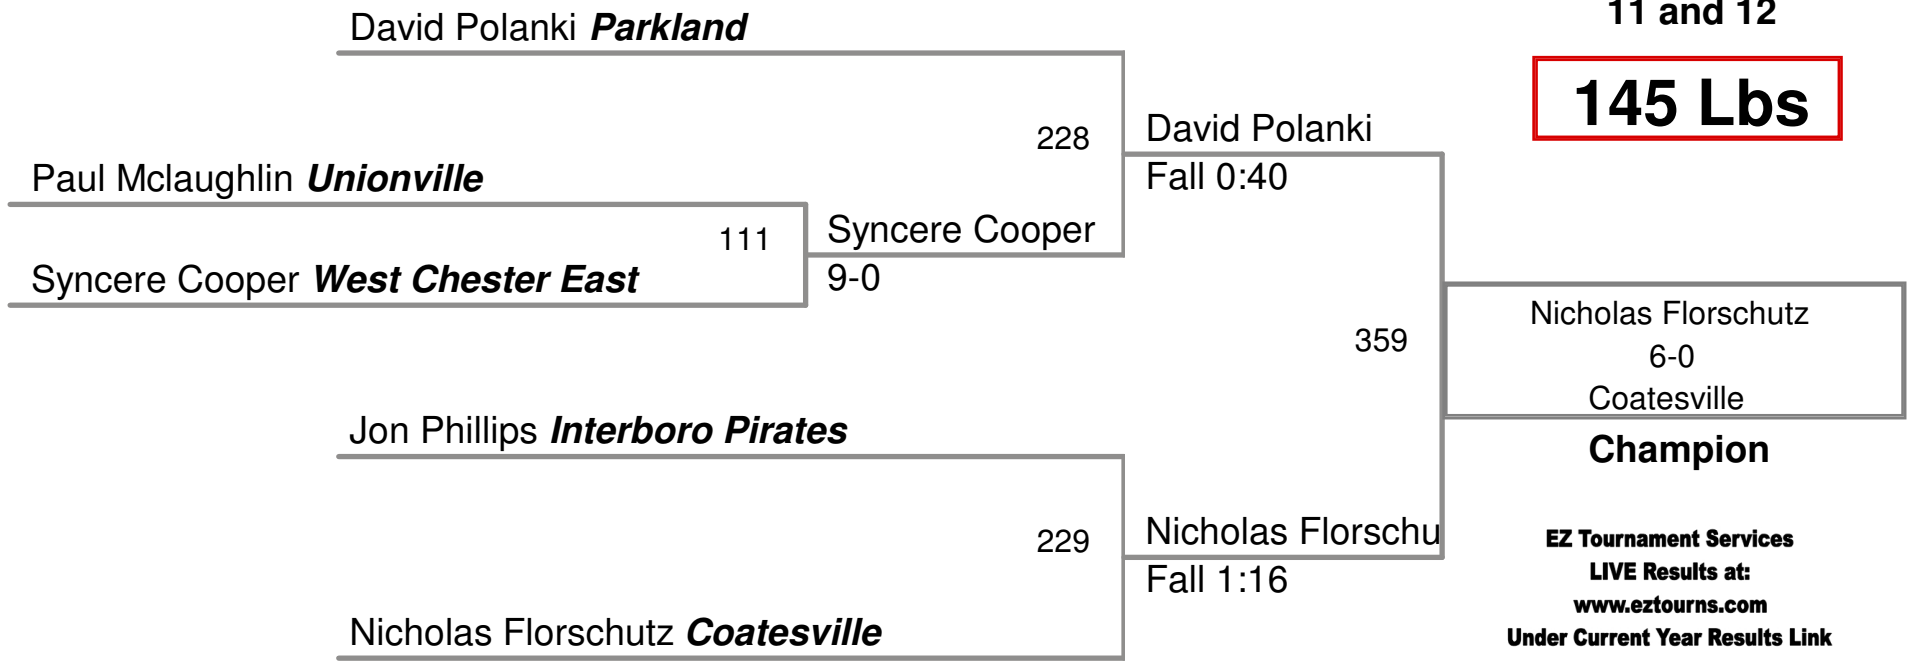 David Polanki Parkland
11 and 12
145 Lbs
228
David Polanki
Fall 0:40
Paul Mclaughlin Unionville
111
Syncere Cooper
9-0
Syncere Cooper West Chester East
359
Nicholas Florschutz
6-0
Coatesville
Champion
Jon Phillips Interboro Pirates
229
Nicholas Florschu
Fall 1:16
Nicholas Florschutz Coatesville
EZ Tournament Services
LIVE Results at:
www.eztourns.com
Under Current Year Results Link